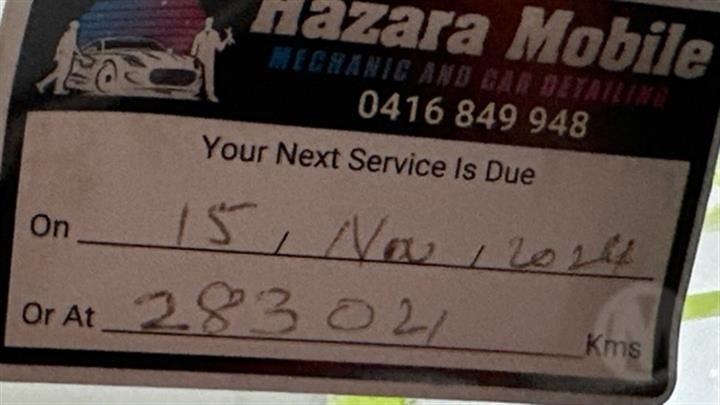 Hazara Mobile
MECHANIC AND CAR DETAILING
0416 849 948
Your Next Service Is Due
On 15, Nov, 2024
Or At 283021 Kms